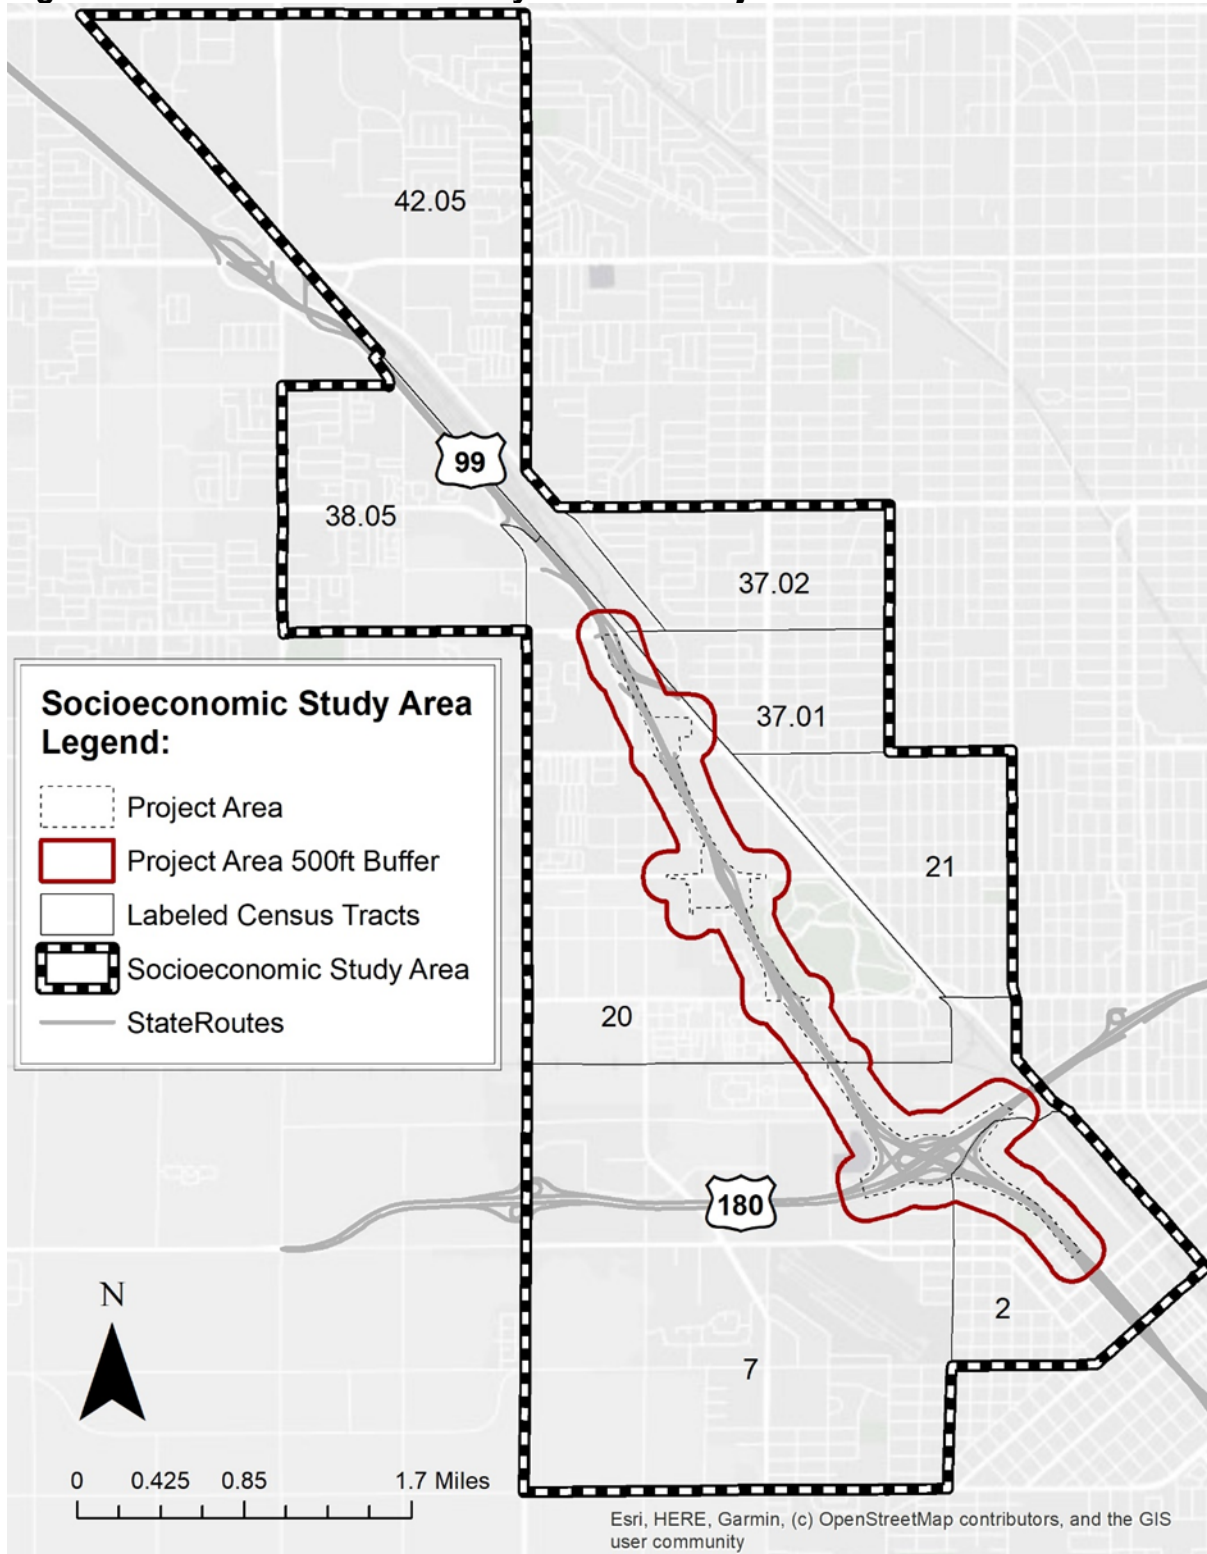 42.05
99
38.05
37.02
37.01
Socioeconomic Study Area
Legend:
Project Area
Project Area 500ft Buffer
Labeled Census Tracts
Socioeconomic Study Area
StateRoutes
21
20
180
2
7
N
0 0.425 0.85 1.7 Miles
Esri, HERE, Garmin, (c) OpenStreetMap contributors, and the GIS
user community